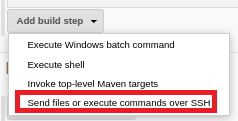 Add build step
Execute Windows batch command
Execute shell
Invoke top-level Maven targets
Send files or execute commands over SSH